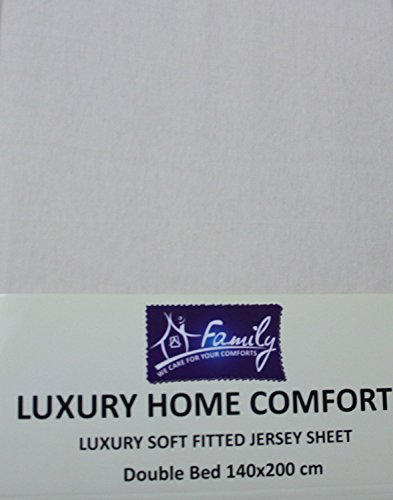 Family
WE CARE FOR YOUR COMFORTS
LUXURY HOME COMFORT
LUXURY SOFT FITTED JERSEY SHEET
Double Bed 140x200 cm